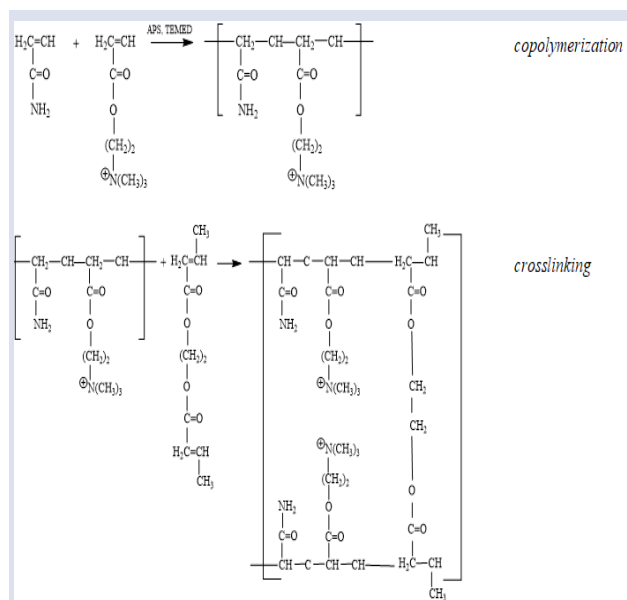 APS, TEMED
H₂C=CH + H₂C=CH —CH₂—CH—CH₂—CH— copolymerization
C=O C=O C=O C=O
NH₂ O NH₂ O
(CH₂)₂ (CH₂)₂
⊕N(CH₃)₃ ⊕N(CH₃)₃
CH₃ CH₃
—CH₂—CH—CH₂—CH— + H₂C=CH —CH—C—CH—CH—H₂C—CH crosslinking
C=O C=O C=O C=O C=O C=O
NH₂ O O NH₂ O O
(CH₂)₂ (CH₂)₂ (CH₂)₂
⊕N(CH₃)₃ O ⊕N(CH₃)₃ CH₂
C=O CH₂
H₂C=CH ⊕N(CH₃)₃
CH₃ (CH₂)₂
O
NH₂ O
C=O C=O C=O
—CH—C—CH—CH—H₂C—CH
CH₃